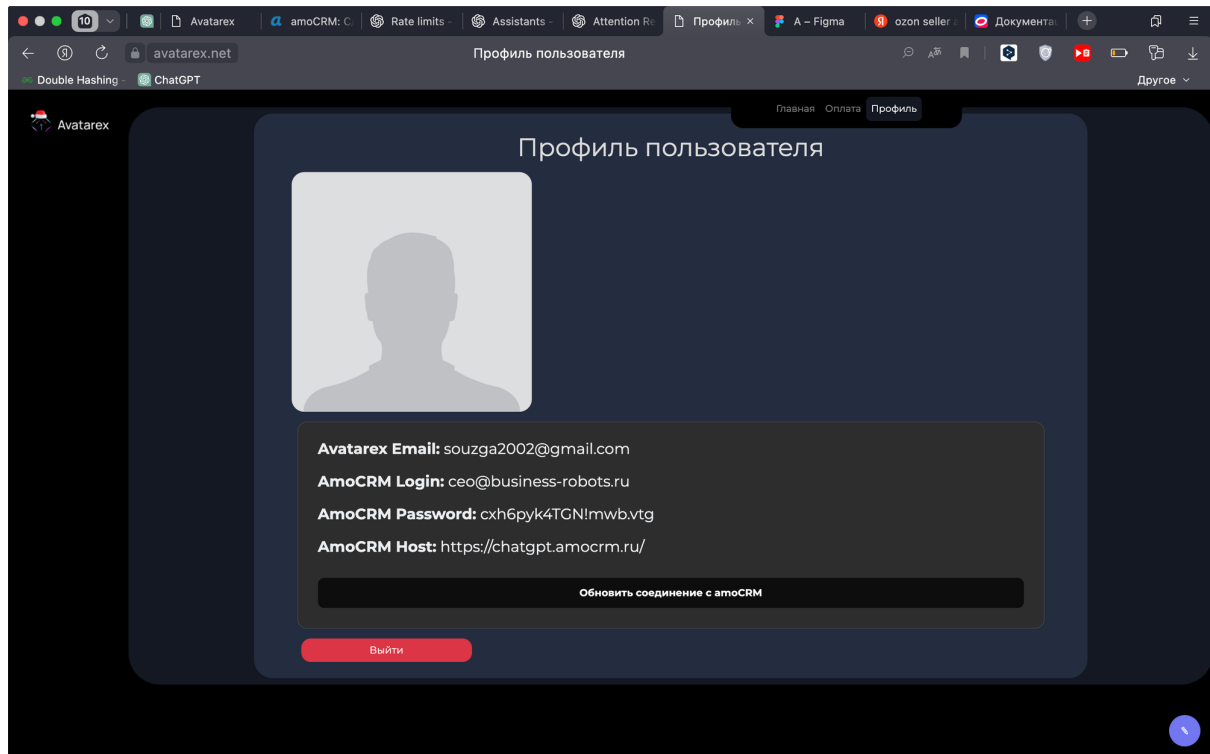 10 Avatarex amoCRM: C Rate limits - Assistants - Attention Re Профиль A – Figma ozon seller a Документац
avatarex.net Профиль пользователя
Double Hashing - ChatGPT Другое
Avatarex
Главная Оплата Профиль
Профиль пользователя
Avatarex Email: souzga2002@gmail.com
AmoCRM Login: ceo@business-robots.ru
AmoCRM Password: cxh6pyk4TGN!mwb.vtg
AmoCRM Host: https://chatgpt.amocrm.ru/
Обновить соединение с amoCRM
Выйти